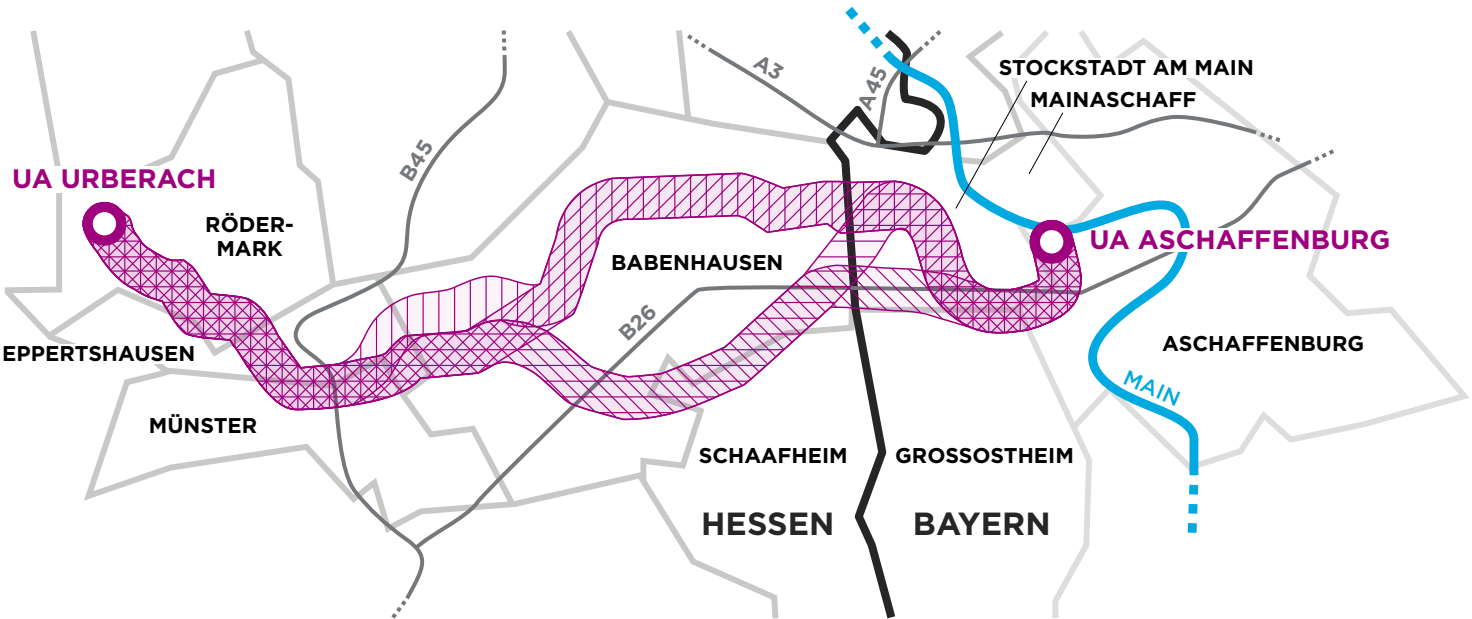 A3
A45
STOCKSTADT AM MAIN
MAINASCHAFF
B45
UA URBERACH
RÖDER-
MARK
UA ASCHAFFENBURG
BABENHAUSEN
B26
EPPERTSHAUSEN
ASCHAFFENBURG
MAIN
MÜNSTER
SCHAAFHEIM
GROSSOSTHEIM
HESSEN
BAYERN